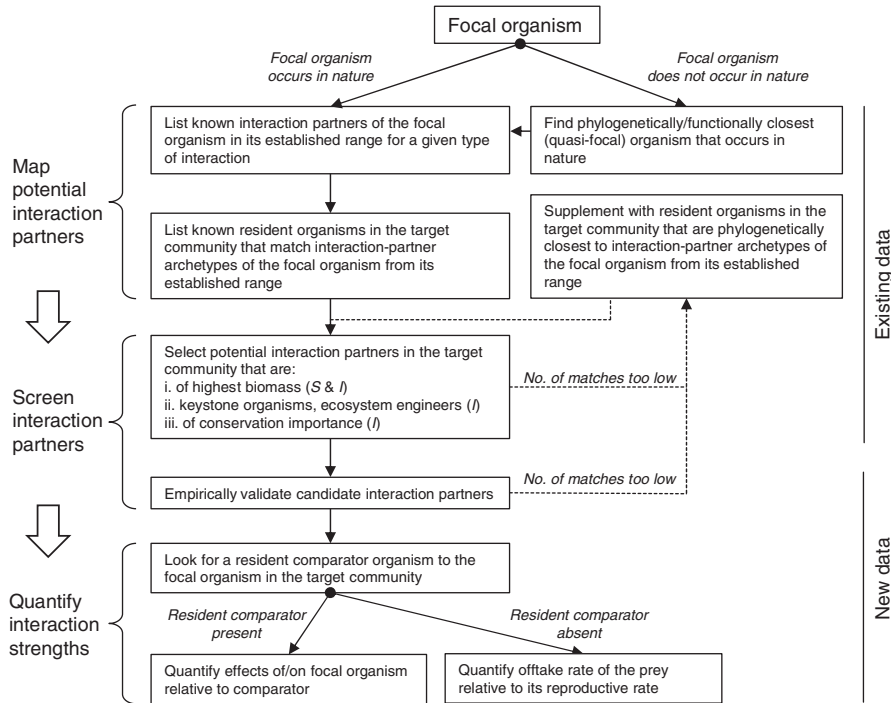 Focal organism
Focal organism
occurs in nature
Focal organism
does not occur in nature
List known interaction partners of the focal
organism in its established range for a given type
of interaction
Find phylogenetically/functionally closest
(quasi-focal) organism that occurs in
nature
Map
potential
interaction
partners
List known resident organisms in the target
community that match interaction-partner
archetypes of the focal organism from its
established range
Supplement with resident organisms in the
target community that are phylogenetically
closest to interaction-partner archetypes of
the focal organism from its established
range
Existing data
Screen
interaction
partners
Select potential interaction partners in the target
community that are:
i. of highest biomass (S & I)
ii. keystone organisms, ecosystem engineers (I)
iii. of conservation importance (I)
No. of matches too low
Empirically validate candidate interaction partners
No. of matches too low
New data
Quantify
interaction
strengths
Look for a resident comparator organism to the
focal organism in the target community
Resident comparator
present
Resident comparator
absent
Quantify effects of/on focal organism
relative to comparator
Quantify offtake rate of the prey
relative to its reproductive rate